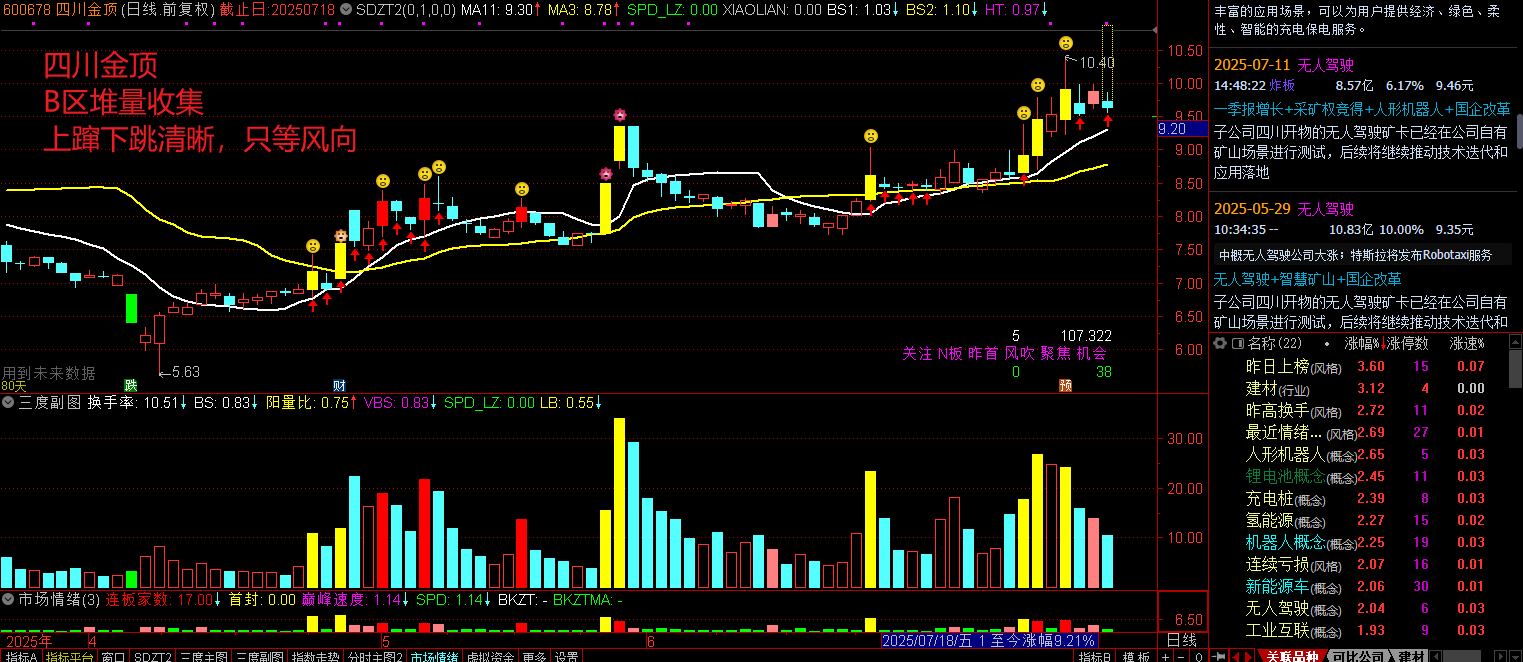 600678 四川金顶(日线 前复权) 截止日:20250718 SDZT2(0,1,0,0) MA11: 9.30↑ MA3: 8.78↑ SPD_LZ: 0.00 XIAOLIAN: 0.00 BS1: 1.03↓ BS2: 1.10↓ HT: 0.97↓
四川金顶
B区堆量收集
上蹿下跳清晰，只等风向
10.40
5.63
10.50
10.00
9.50
9.20
9.00
8.50
8.00
7.50
7.00
6.50
6.00
5 107.322
关注 N板 昨首 风吹 聚焦 机会
0 38
用到未来数据
80天
跌 财 预
三度副图 换手率: 10.51↓ BS: 0.83↓ 阳量比: 0.75↑ VBS: 0.83↓ SPD_LZ: 0.00 LB: 0.55↓
30.00
20.00
10.00
市场情绪(3) 连板家数: 17.00↓ 首封: 0.00 巅峰速度: 1.14↓ SPD: 1.14↓ BKZT: - BKZTMA: -
6.50
2025年 4 5 6 2025/07/18/五 1 至今涨幅9.21% 日线
指标A 指标平台 窗口 SDZT2 三度主图 三度副图 指数走势 分时主图2 市场情绪 虚拟资金 更多 设置 指标B 模板 + - 0
丰富的应用场景，可以为用户提供经济、绿色、柔
性、智能的充电保电服务。
2025-07-11 无人驾驶
14:48:22 炸板 8.57亿 6.17% 9.46元
一季报增长+采矿权竞得+人形机器人+国企改革
子公司四川开物的无人驾驶矿卡已经在公司自有
矿山场景进行测试，后续将继续推动技术迭代和
应用落地
2025-05-29 无人驾驶
10:34:35 -- 10.83亿 10.00% 9.35元
中概无人驾驶公司大涨；特斯拉将发布Robotaxi服务
无人驾驶+智慧矿山+国企改革
子公司四川开物的无人驾驶矿卡已经在公司自有
矿山场景进行测试，后续将继续推动技术迭代和
名称(22) 涨幅%↓ 涨停数 涨速%
昨日上榜(风格) 3.60 15 0.07
建材(行业) 3.12 4 0.00
昨高换手(风格) 2.72 11 0.02
最近情绪…(风格) 2.69 27 0.01
人形机器人(概念) 2.65 5 0.03
锂电池概念(概念) 2.45 11 0.03
充电桩(概念) 2.39 8 0.03
氢能源(概念) 2.27 15 0.02
机器人概念(概念) 2.25 19 0.03
连续亏损(风格) 2.07 16 0.01
新能源车(概念) 2.06 30 0.01
无人驾驶(概念) 2.04 6 0.03
工业互联(概念) 1.93 9 0.03
关联品种 可比公司 建材